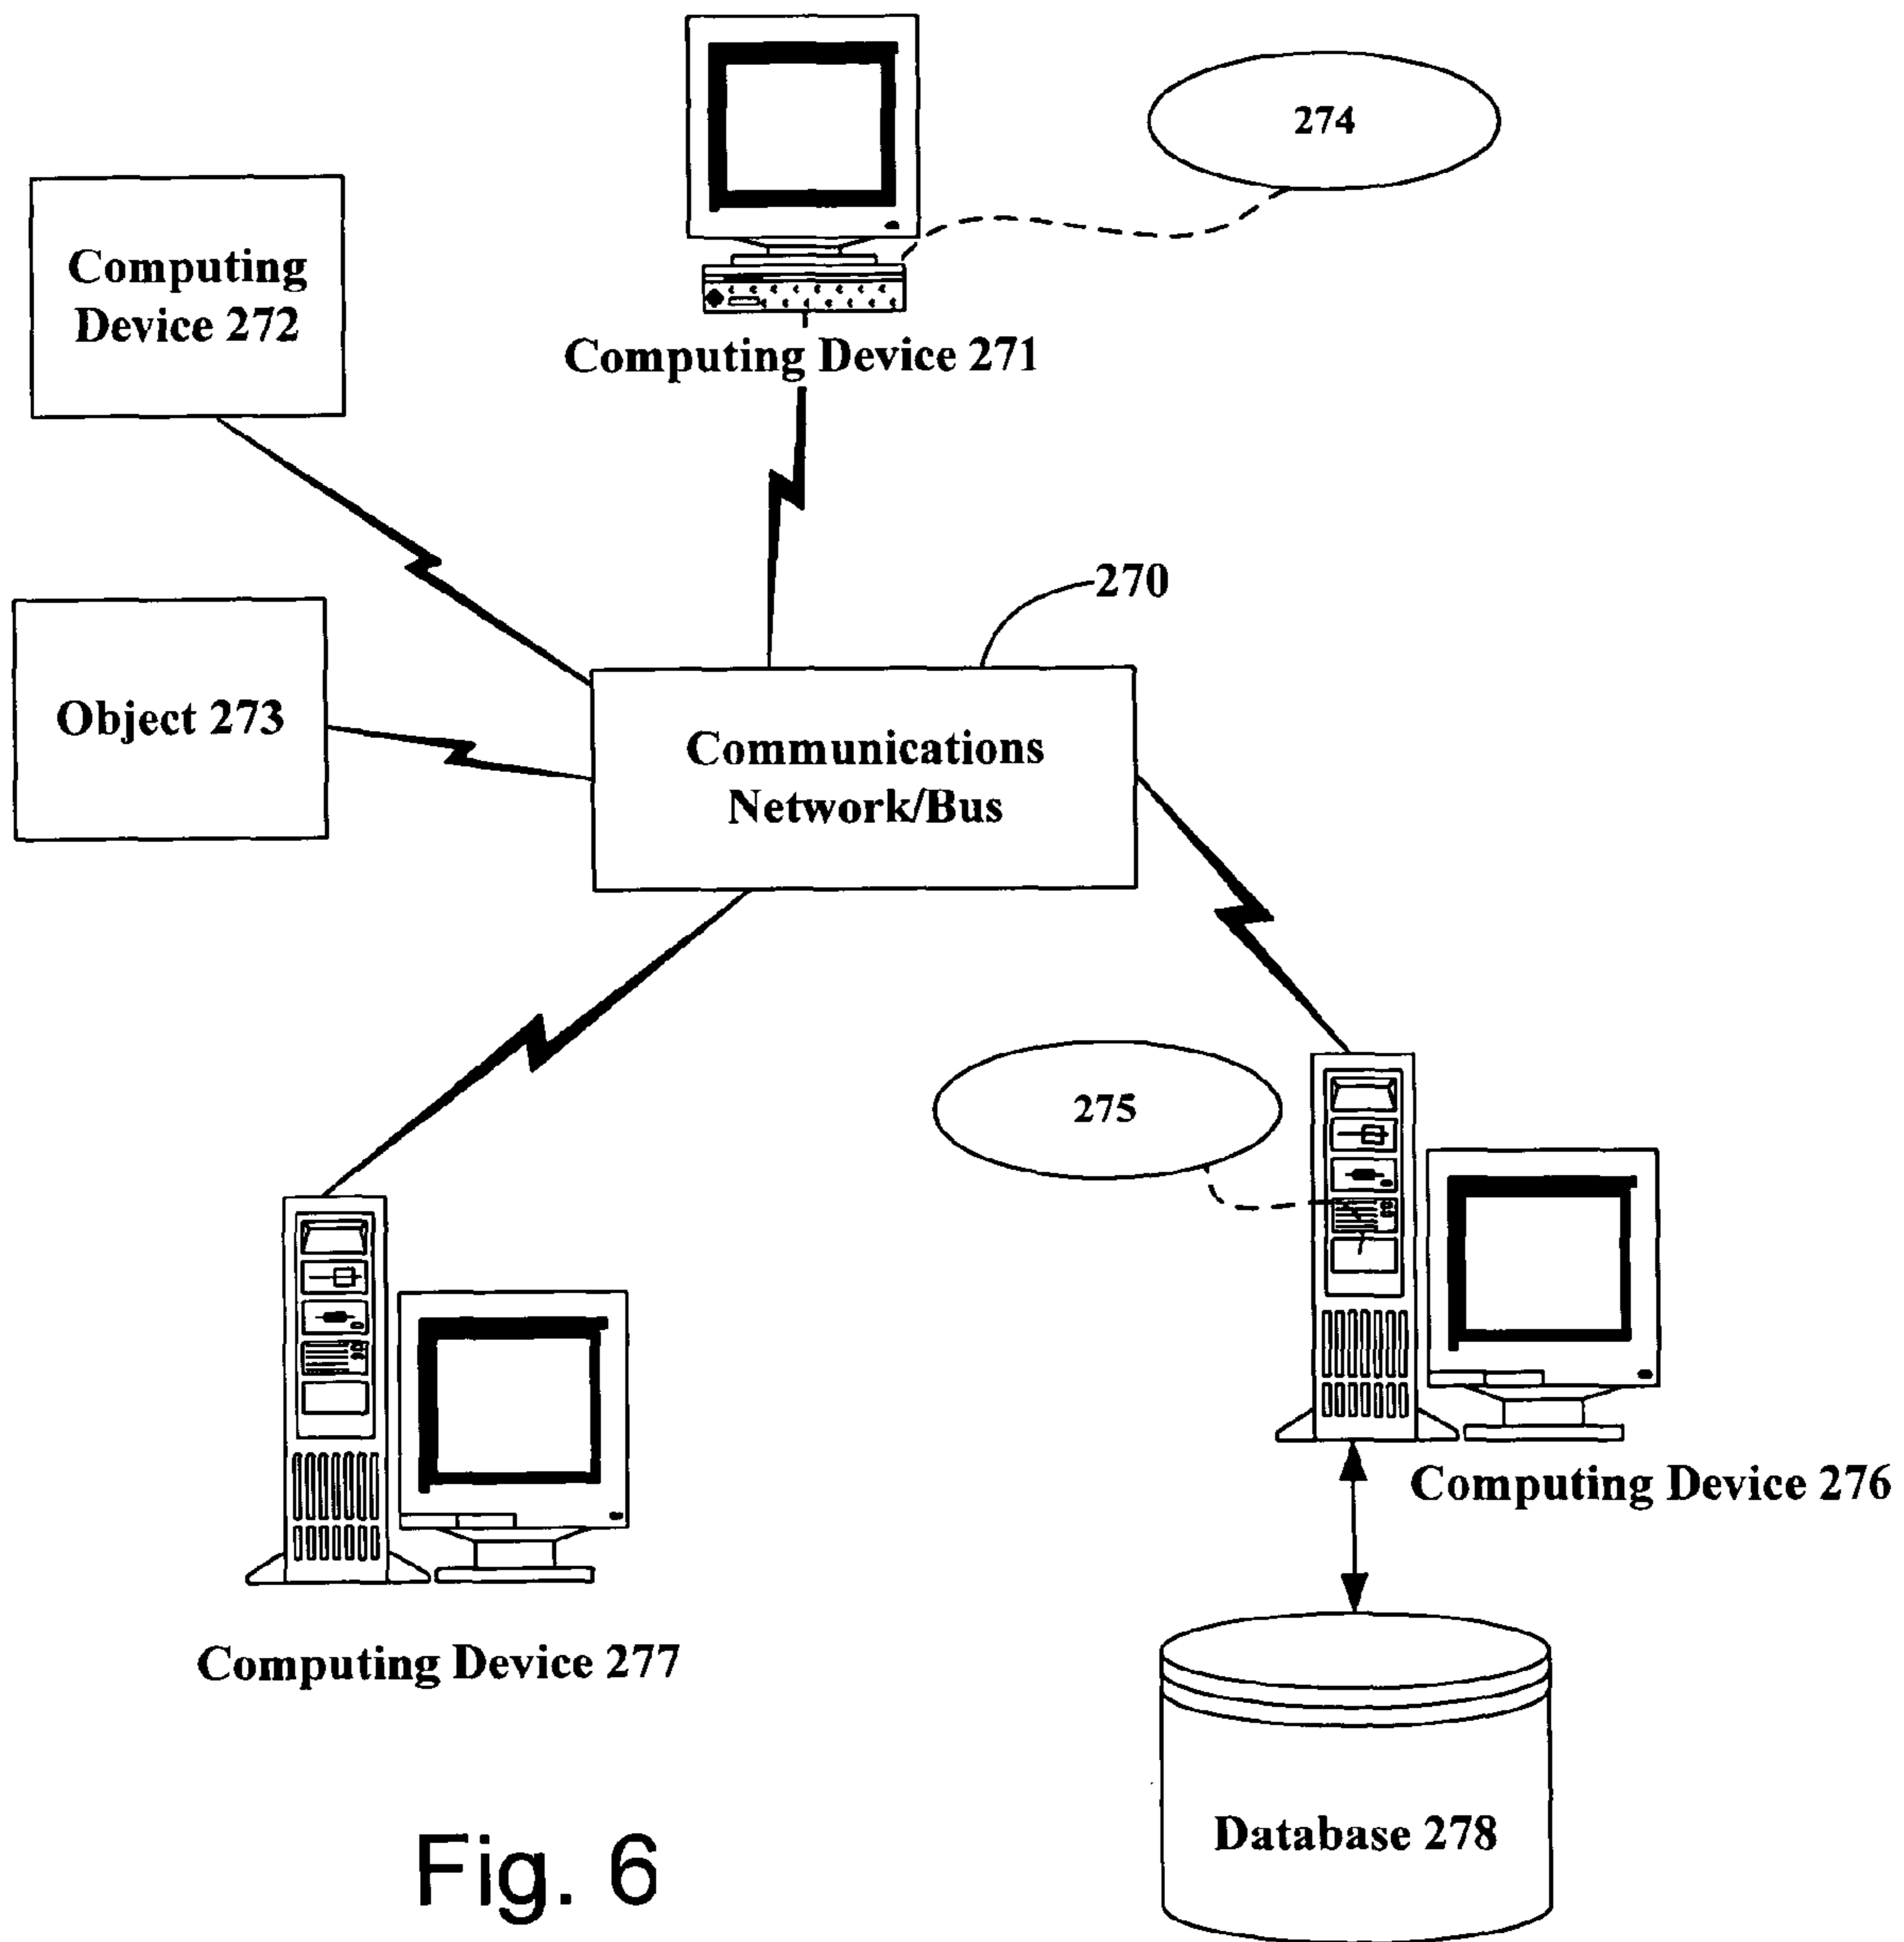 274
Computing
Device 272
Computing Device 271
270
Object 273
Communications
Network/Bus
275
Computing Device 276
Computing Device 277
Database 278
Fig. 6